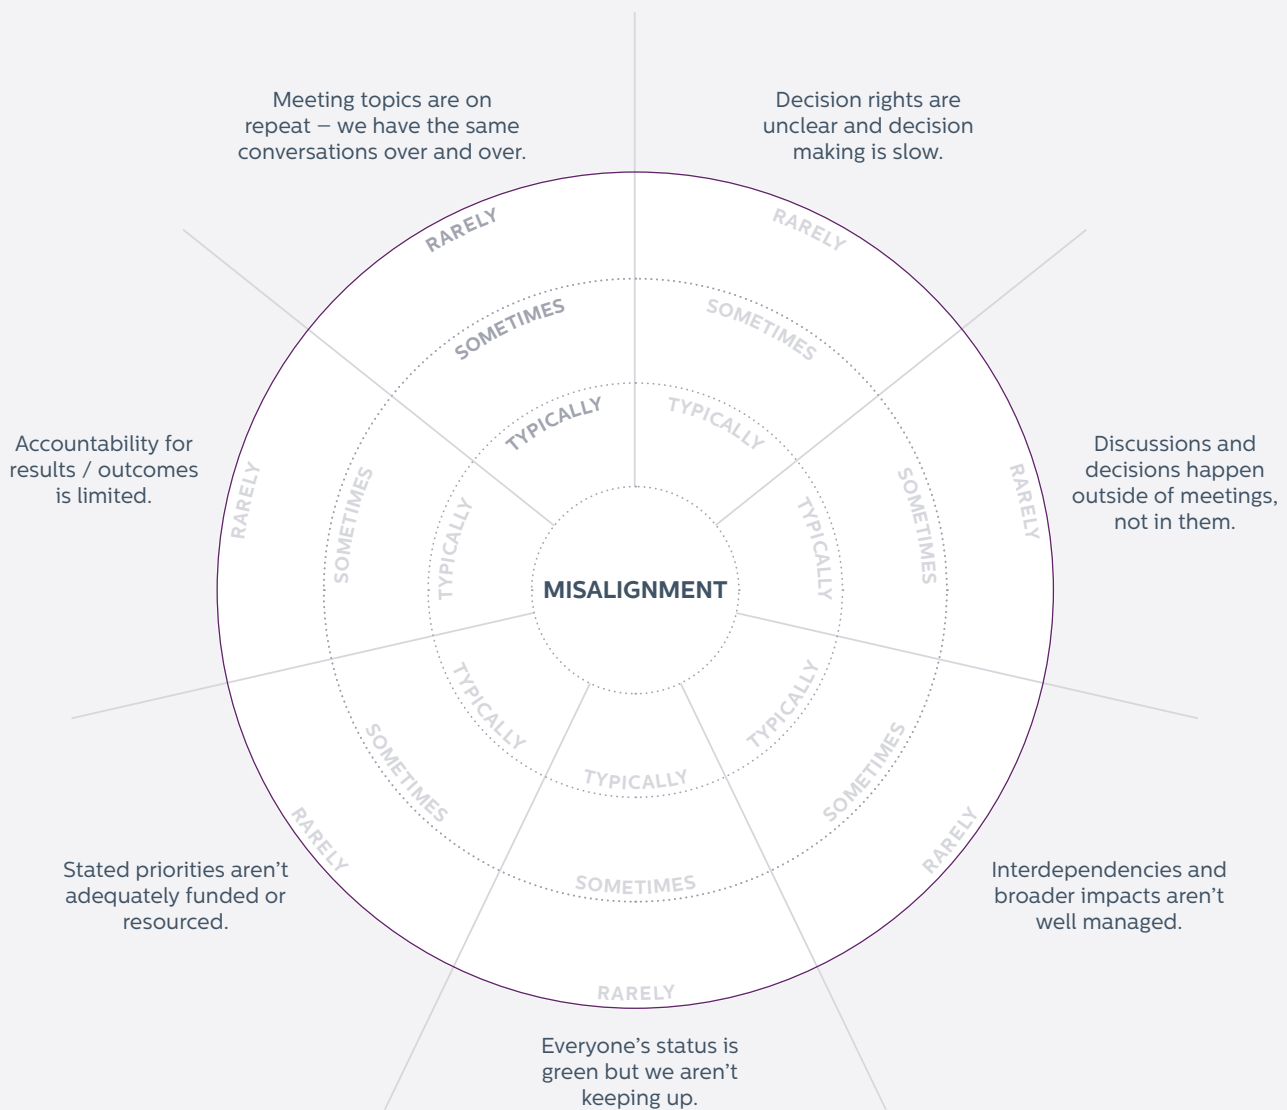 Meeting topics are on
repeat – we have the same
conversations over and over.
Decision rights are
unclear and decision
making is slow.
RARELY
RARELY
SOMETIMES
SOMETIMES
TYPICALLY
TYPICALLY
Accountability for
results / outcomes
is limited.
RARELY
SOMETIMES
TYPICALLY
TYPICALLY
SOMETIMES
RARELY
Discussions and
decisions happen
outside of meetings,
not in them.
MISALIGNMENT
TYPICALLY
SOMETIMES
RARELY
Stated priorities aren’t
adequately funded or
resourced.
TYPICALLY
SOMETIMES
RARELY
Interdependencies and
broader impacts aren’t
well managed.
TYPICALLY
SOMETIMES
RARELY
Everyone’s status is
green but we aren’t
keeping up.